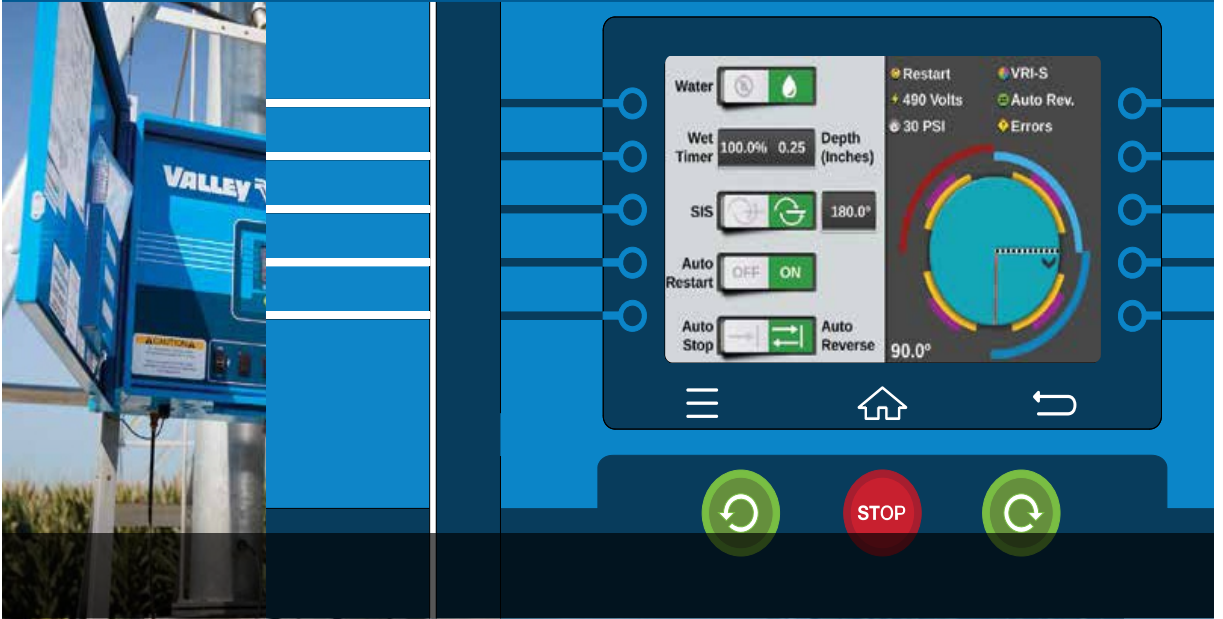 VALLEY
CAUTION
Water
Wet
Timer
100.0% 0.25
Depth
(Inches)
SIS
180.0°
Auto
Restart
OFF ON
Auto
Stop
Auto
Reverse
Restart
490 Volts
30 PSI
VRI-S
Auto Rev.
Errors
90.0°
STOP